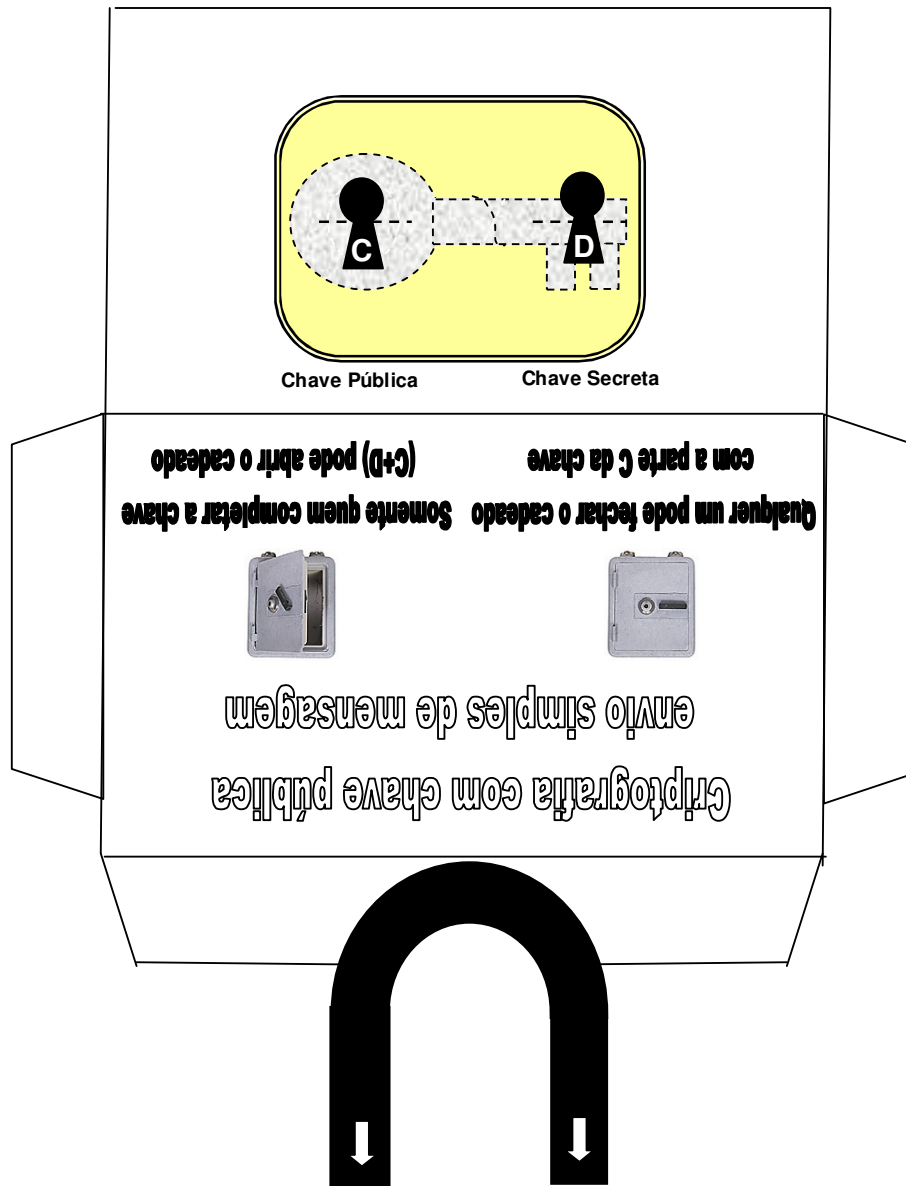 C
D
Chave Pública
Chave Secreta
Criptografia com chave pública
envio simples de mensagem
Qualquer um pode fechar o cadeado
com a parte C da chave
Somente quem completar a chave
(C+D) pode abrir o cadeado